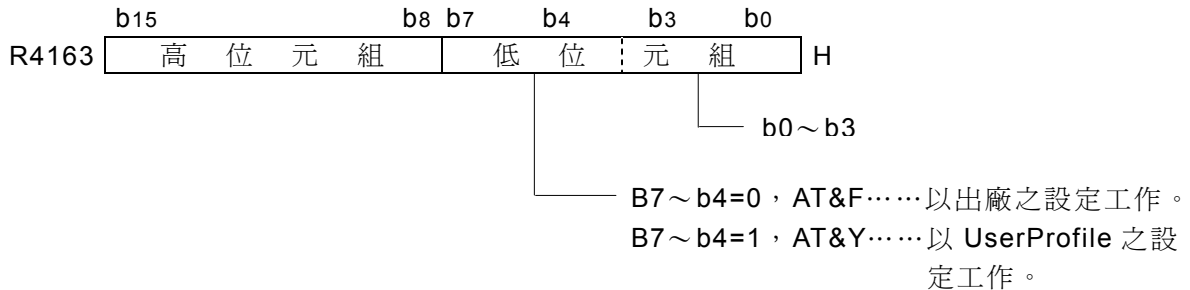 b15 b8 b7 b4 b3 b0
R4163 高位元組 低位元組 H
b0～b3
B7～b4=0，AT&F……以出廠之設定工作。
B7～b4=1，AT&Y……以 UserProfile 之設
定工作。